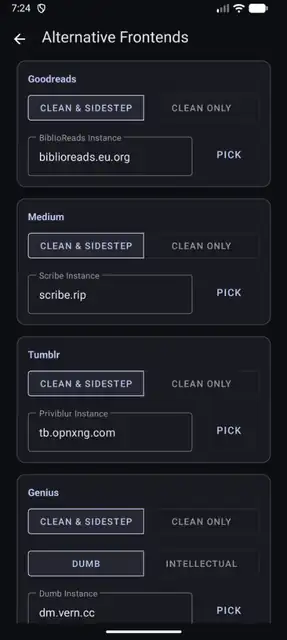 7:24
Alternative Frontends
Goodreads
CLEAN & SIDESTEP CLEAN ONLY
BiblioReads Instance
biblioreads.eu.org PICK
Medium
CLEAN & SIDESTEP CLEAN ONLY
Scribe Instance
scribe.rip PICK
Tumblr
CLEAN & SIDESTEP CLEAN ONLY
Priviblur Instance
tb.opnxng.com PICK
Genius
CLEAN & SIDESTEP CLEAN ONLY
DUMB INTELLECTUAL
Dumb Instance
dm.vern.cc PICK